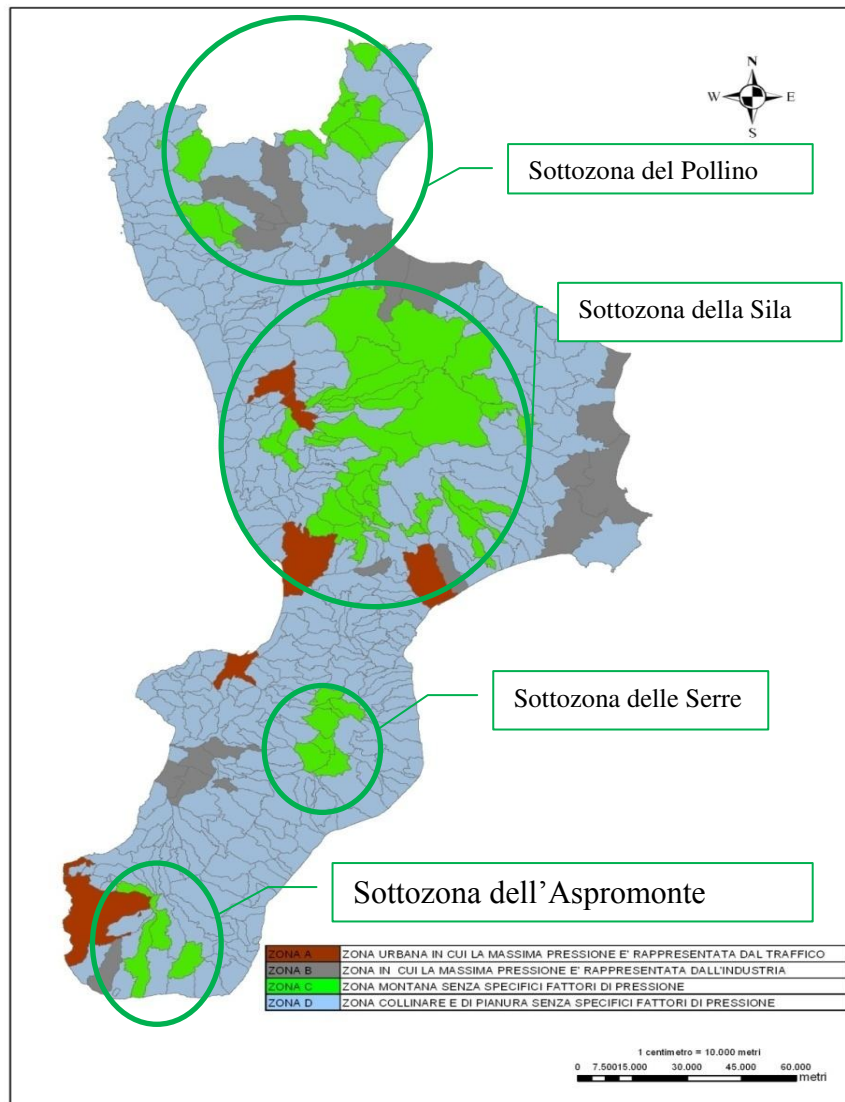 N
W E
S
Sottozona del Pollino
Sottozona della Sila
Sottozona delle Serre
Sottozona dell’Aspromonte
ZONA A ZONA URBANA IN CUI LA MASSIMA PRESSIONE E' RAPPRESENTATA DAL TRAFFICO
ZONA B ZONA IN CUI LA MASSIMA PRESSIONE E' RAPPRESENTATA DALL'INDUSTRIA
ZONA C ZONA MONTANA SENZA SPECIFICI FATTORI DI PRESSIONE
ZONA D ZONA COLLINARE E DI PIANURA SENZA SPECIFICI FATTORI DI PRESSIONE
1 centimetro = 10.000 metri
0 7.50015.000 30.000 45.000 60.000
metri